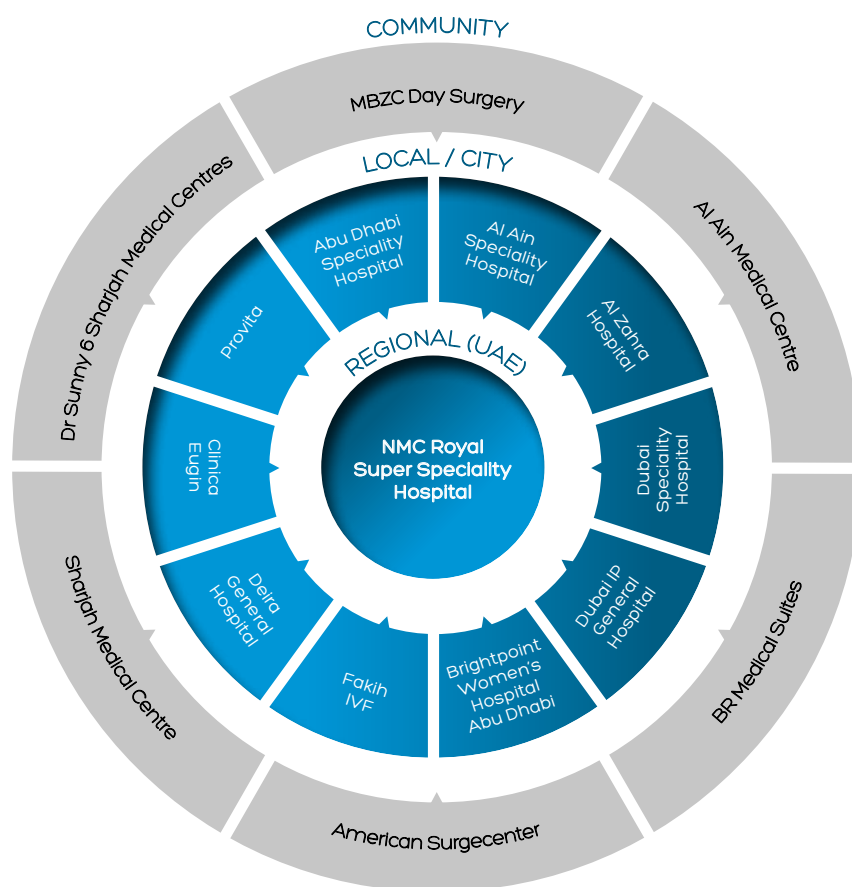 COMMUNITY
MBZC Day Surgery
Al Ain Medical Centre
BR Medical Suites
American Surgecenter
Sharjah Medical Centre
Dr Sunny 6 Sharjah Medical Centres
LOCAL / CITY
Abu Dhabi
Speciality
Hospital
Al Ain
Speciality
Hospital
Al Zahra
Hospital
Dubai
Speciality
Hospital
Dubai IP
General
Hospital
Brightpoint
Women's
Hospital
Abu Dhabi
Fakih
IVF
Deira
General
Hospital
Clinica
Eugin
Provita
REGIONAL (UAE)
NMC Royal
Super Speciality
Hospital